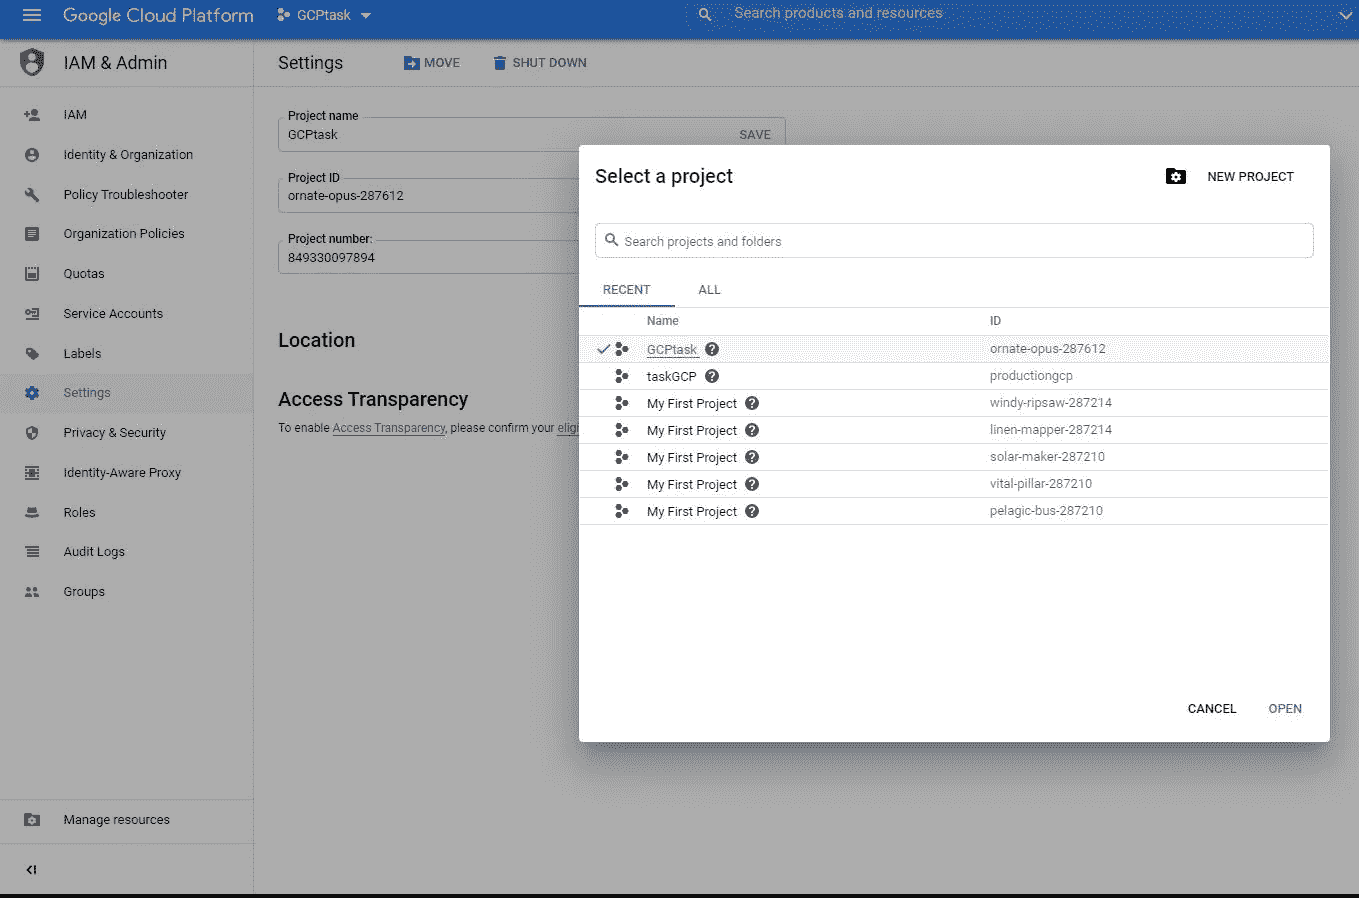 Google Cloud Platform
GCPtask
Search products and resources
IAM & Admin
IAM
Identity & Organization
Policy Troubleshooter
Organization Policies
Quotas
Service Accounts
Labels
Settings
Privacy & Security
Identity-Aware Proxy
Roles
Audit Logs
Groups
Manage resources
Settings
MOVE
SHUT DOWN
Project name
GCPtask
SAVE
Project ID
ornate-opus-287612
Project number:
849330097894
Location
Access Transparency
To enable Access Transparency, please confirm your eligi
Select a project
NEW PROJECT
Search projects and folders
RECENT
ALL
Name ID
GCPtask ornate-opus-287612
taskGCP productiongcp
My First Project windy-ripsaw-287214
My First Project linen-mapper-287214
My First Project solar-maker-287210
My First Project vital-pillar-287210
My First Project pelagic-bus-287210
CANCEL
OPEN